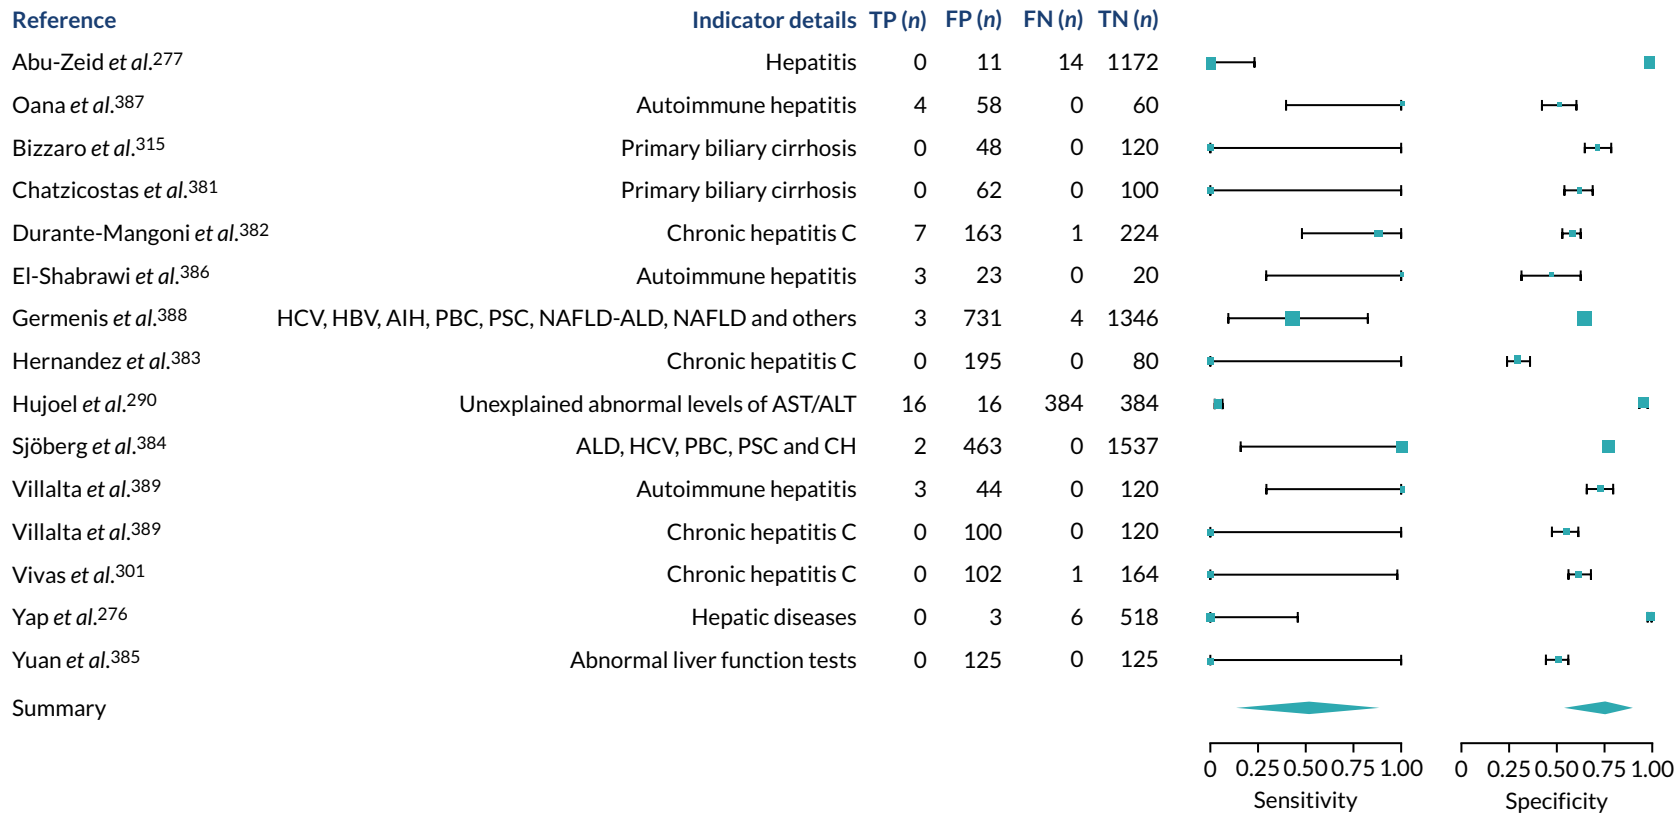 Reference Indicator details TP (n) FP (n) FN (n) TN (n)
Abu-Zeid et al.277 Hepatitis 0 11 14 1172
Oana et al.387 Autoimmune hepatitis 4 58 0 60
Bizzaro et al.315 Primary biliary cirrhosis 0 48 0 120
Chatzicostas et al.381 Primary biliary cirrhosis 0 62 0 100
Durante-Mangoni et al.382 Chronic hepatitis C 7 163 1 224
El-Shabrawi et al.386 Autoimmune hepatitis 3 23 0 20
Germenis et al.388 HCV, HBV, AIH, PBC, PSC, NAFLD-ALD, NAFLD and others 3 731 4 1346
Hernandez et al.383 Chronic hepatitis C 0 195 0 80
Hujoel et al.290 Unexplained abnormal levels of AST/ALT 16 16 384 384
Sjöberg et al.384 ALD, HCV, PBC, PSC and CH 2 463 0 1537
Villalta et al.389 Autoimmune hepatitis 3 44 0 120
Villalta et al.389 Chronic hepatitis C 0 100 0 120
Vivas et al.301 Chronic hepatitis C 0 102 1 164
Yap et al.276 Hepatic diseases 0 3 6 518
Yuan et al.385 Abnormal liver function tests 0 125 0 125
Summary
0 0.25 0.50 0.75 1.00 0 0.25 0.50 0.75 1.00
Sensitivity Specificity